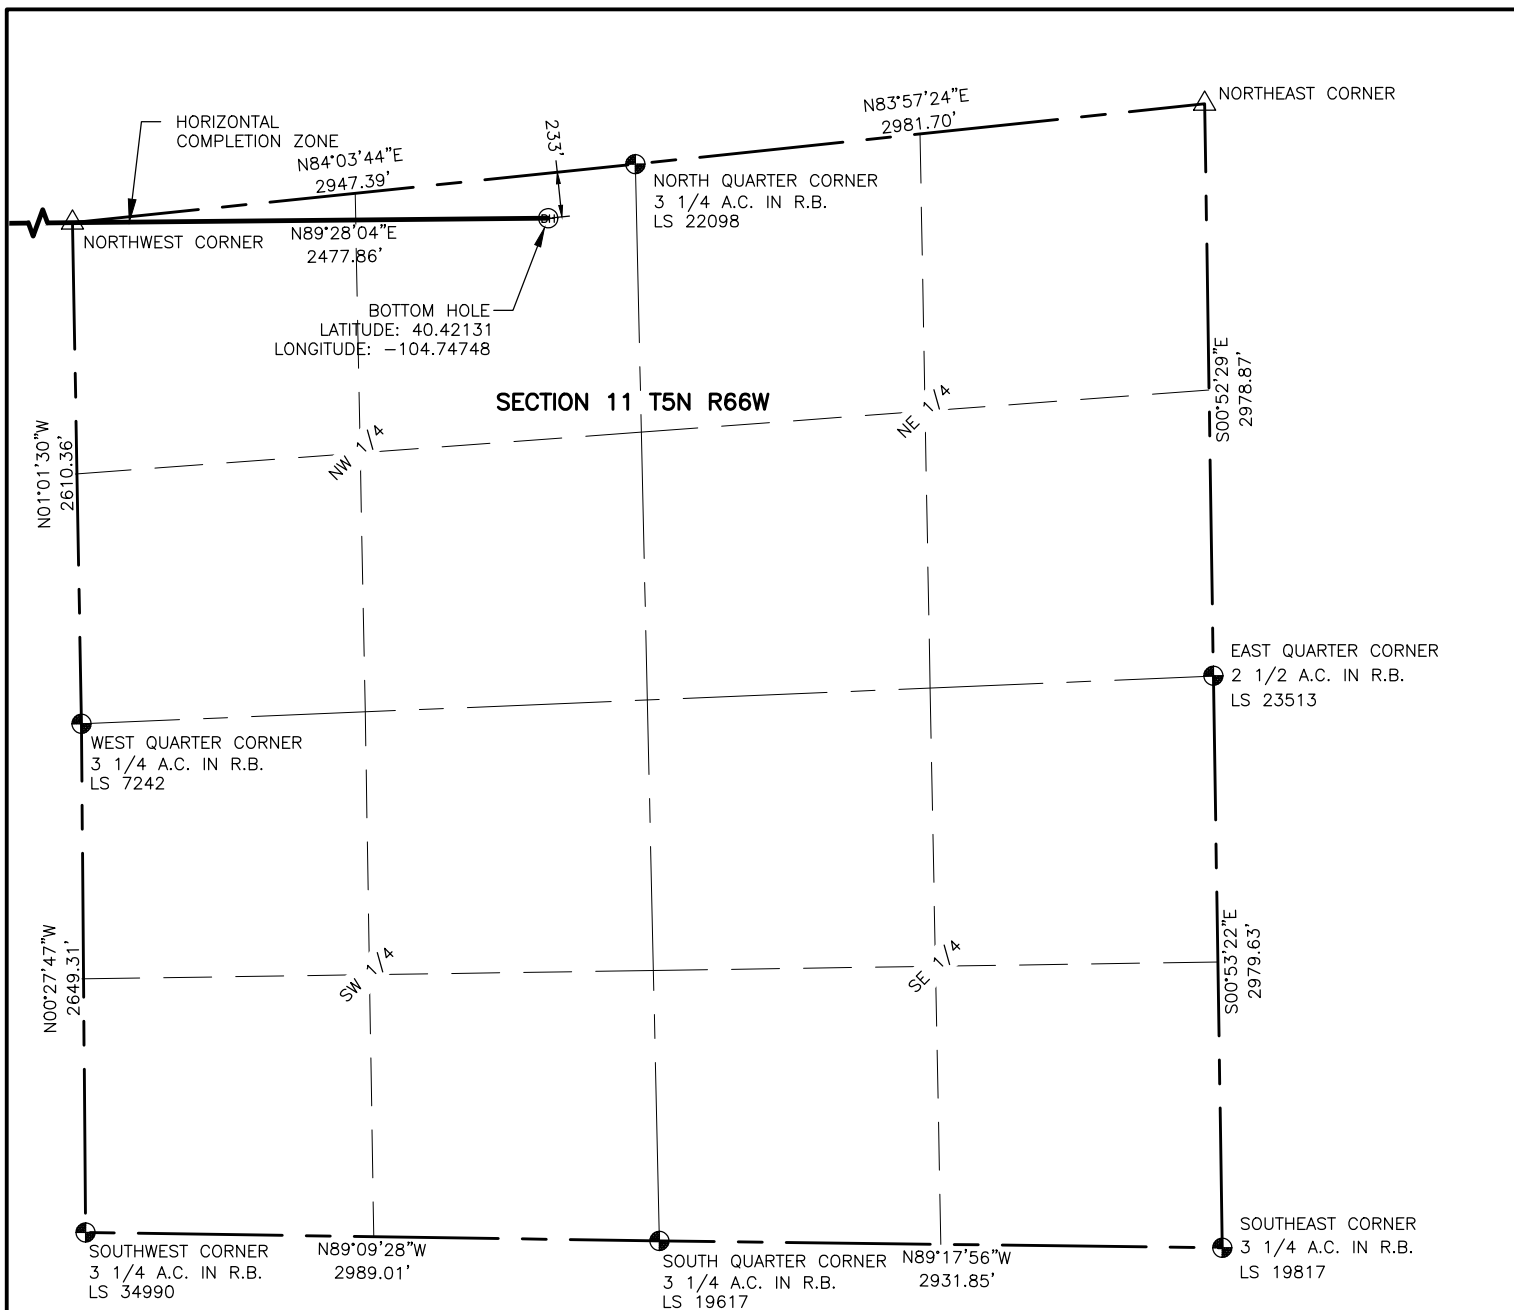 N83°57'24"E
2981.70'
NORTHEAST CORNER
HORIZONTAL
COMPLETION ZONE
233'
N84°03'44"E
2947.39'
NORTH QUARTER CORNER
3 1/4 A.C. IN R.B.
LS 22098
BH
NORTHWEST CORNER
N89°28'04"E
2477.86'
BOTTOM HOLE
LATITUDE: 40.42131
LONGITUDE: -104.74748
SECTION 11 T5N R66W
S00°52'29"E
2978.87'
NW 1/4
NE 1/4
N01°01'30"W
2610.36'
EAST QUARTER CORNER
2 1/2 A.C. IN R.B.
LS 23513
WEST QUARTER CORNER
3 1/4 A.C. IN R.B.
LS 7242
N00°27'47"W
2649.31'
SW 1/4
SE 1/4
S00°53'22"E
2979.63'
SOUTHWEST CORNER
3 1/4 A.C. IN R.B.
LS 34990
N89°09'28"W
2989.01'
SOUTH QUARTER CORNER
3 1/4 A.C. IN R.B.
LS 19617
N89°17'56"W
2931.85'
SOUTHEAST CORNER
3 1/4 A.C. IN R.B.
LS 19817